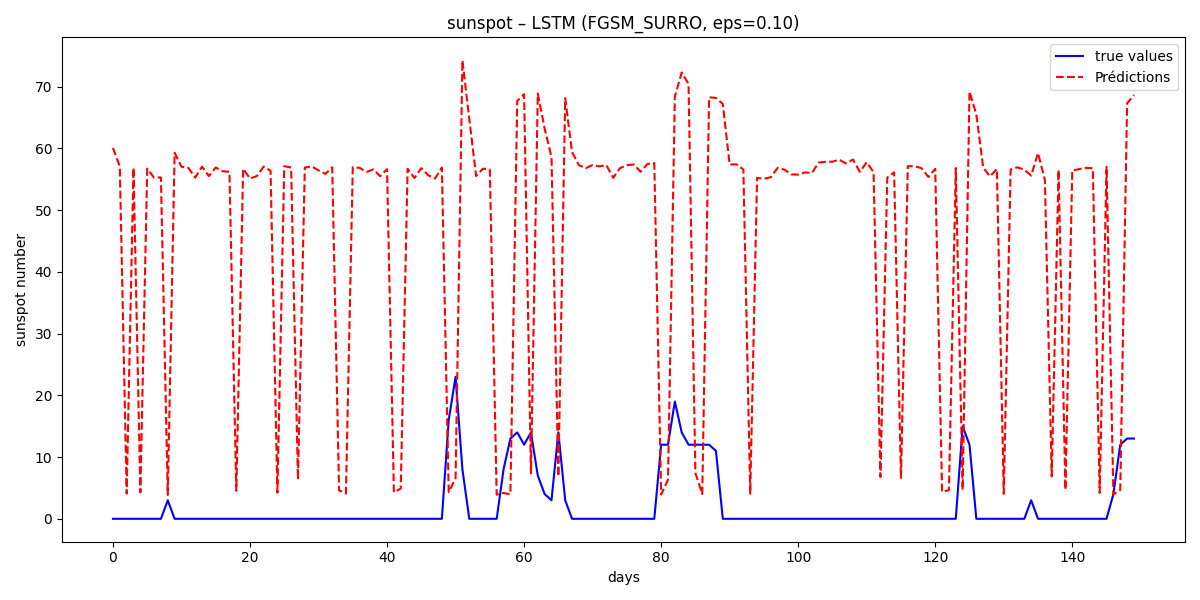 sunspot – LSTM (FGSM_SURRO, eps=0.10)
true values
Prédictions
sunspot number
70
60
50
40
30
20
10
0
0 20 40 60 80 100 120 140
days